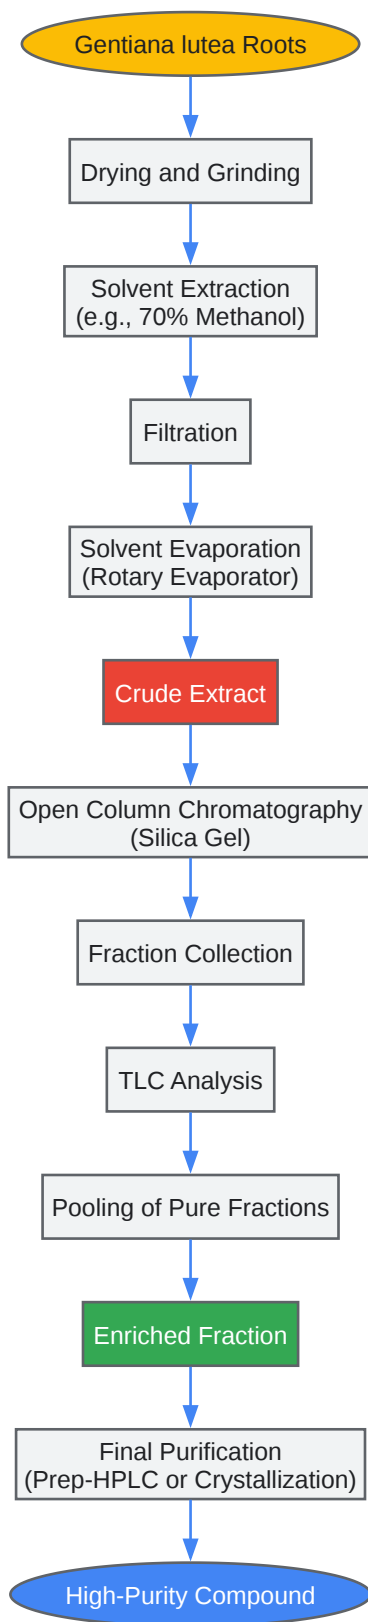 Gentiana lutea Roots
Drying and Grinding
Solvent Extraction
(e.g., 70% Methanol)
Filtration
Solvent Evaporation
(Rotary Evaporator)
Crude Extract
Open Column Chromatography
(Silica Gel)
Fraction Collection
TLC Analysis
Pooling of Pure Fractions
Enriched Fraction
Final Purification
(Prep-HPLC or Crystallization)
High-Purity Compound